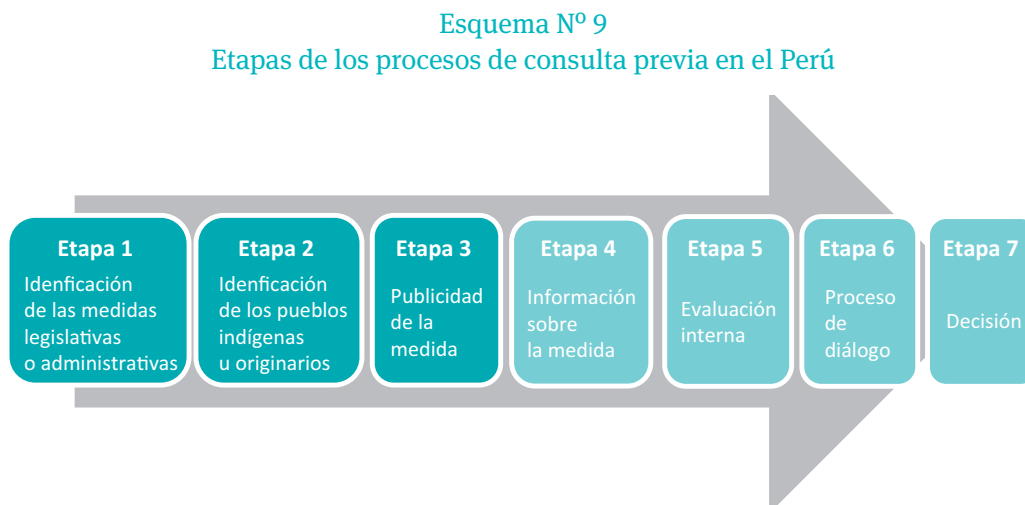 Esquema Nº 9
Etapas de los procesos de consulta previa en el Perú
Etapa 1
Idenficación
de las medidas
legislativas
o administrativas
Etapa 2
Idenficación
de los pueblos
indígenas
u originarios
Etapa 3
Publicidad
de la
medida
Etapa 4
Información
sobre
la medida
Etapa 5
Evaluación
interna
Etapa 6
Proceso
de
diálogo
Etapa 7
Decisión